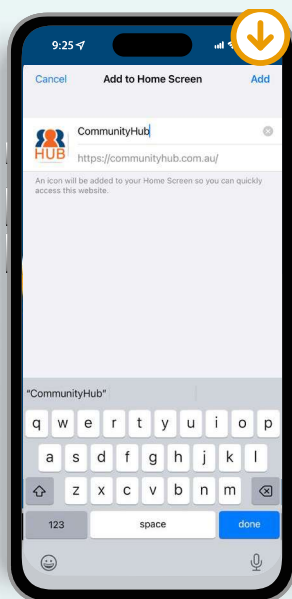 9:25
Cancel Add to Home Screen Add
HUB
CommunityHub
https://communityhub.com.au/
An icon will be added to your Home Screen so you can quickly
access this website.
"CommunityHub"
q w e r t y u i o p
a s d f g h j k l
z x c v b n m
123 space done